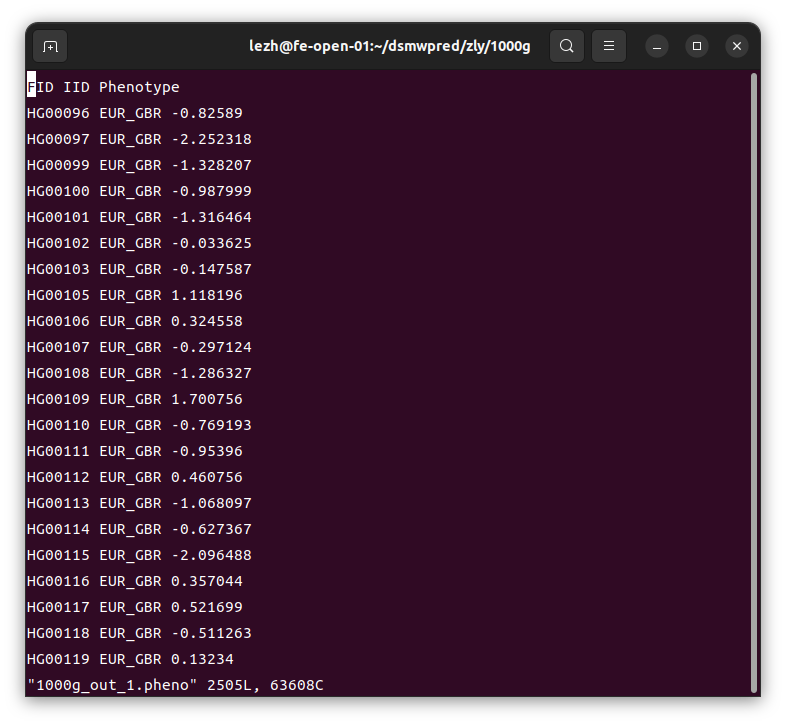 lezh@fe-open-01:~/dsmwpred/zly/1000g
FID IID Phenotype
HG00096 EUR_GBR -0.82589
HG00097 EUR_GBR -2.252318
HG00099 EUR_GBR -1.328207
HG00100 EUR_GBR -0.987999
HG00101 EUR_GBR -1.316464
HG00102 EUR_GBR -0.033625
HG00103 EUR_GBR -0.147587
HG00105 EUR_GBR 1.118196
HG00106 EUR_GBR 0.324558
HG00107 EUR_GBR -0.297124
HG00108 EUR_GBR -1.286327
HG00109 EUR_GBR 1.700756
HG00110 EUR_GBR -0.769193
HG00111 EUR_GBR -0.95396
HG00112 EUR_GBR 0.460756
HG00113 EUR_GBR -1.068097
HG00114 EUR_GBR -0.627367
HG00115 EUR_GBR -2.096488
HG00116 EUR_GBR 0.357044
HG00117 EUR_GBR 0.521699
HG00118 EUR_GBR -0.511263
HG00119 EUR_GBR 0.13234
"1000g_out_1.pheno" 2505L, 63608C